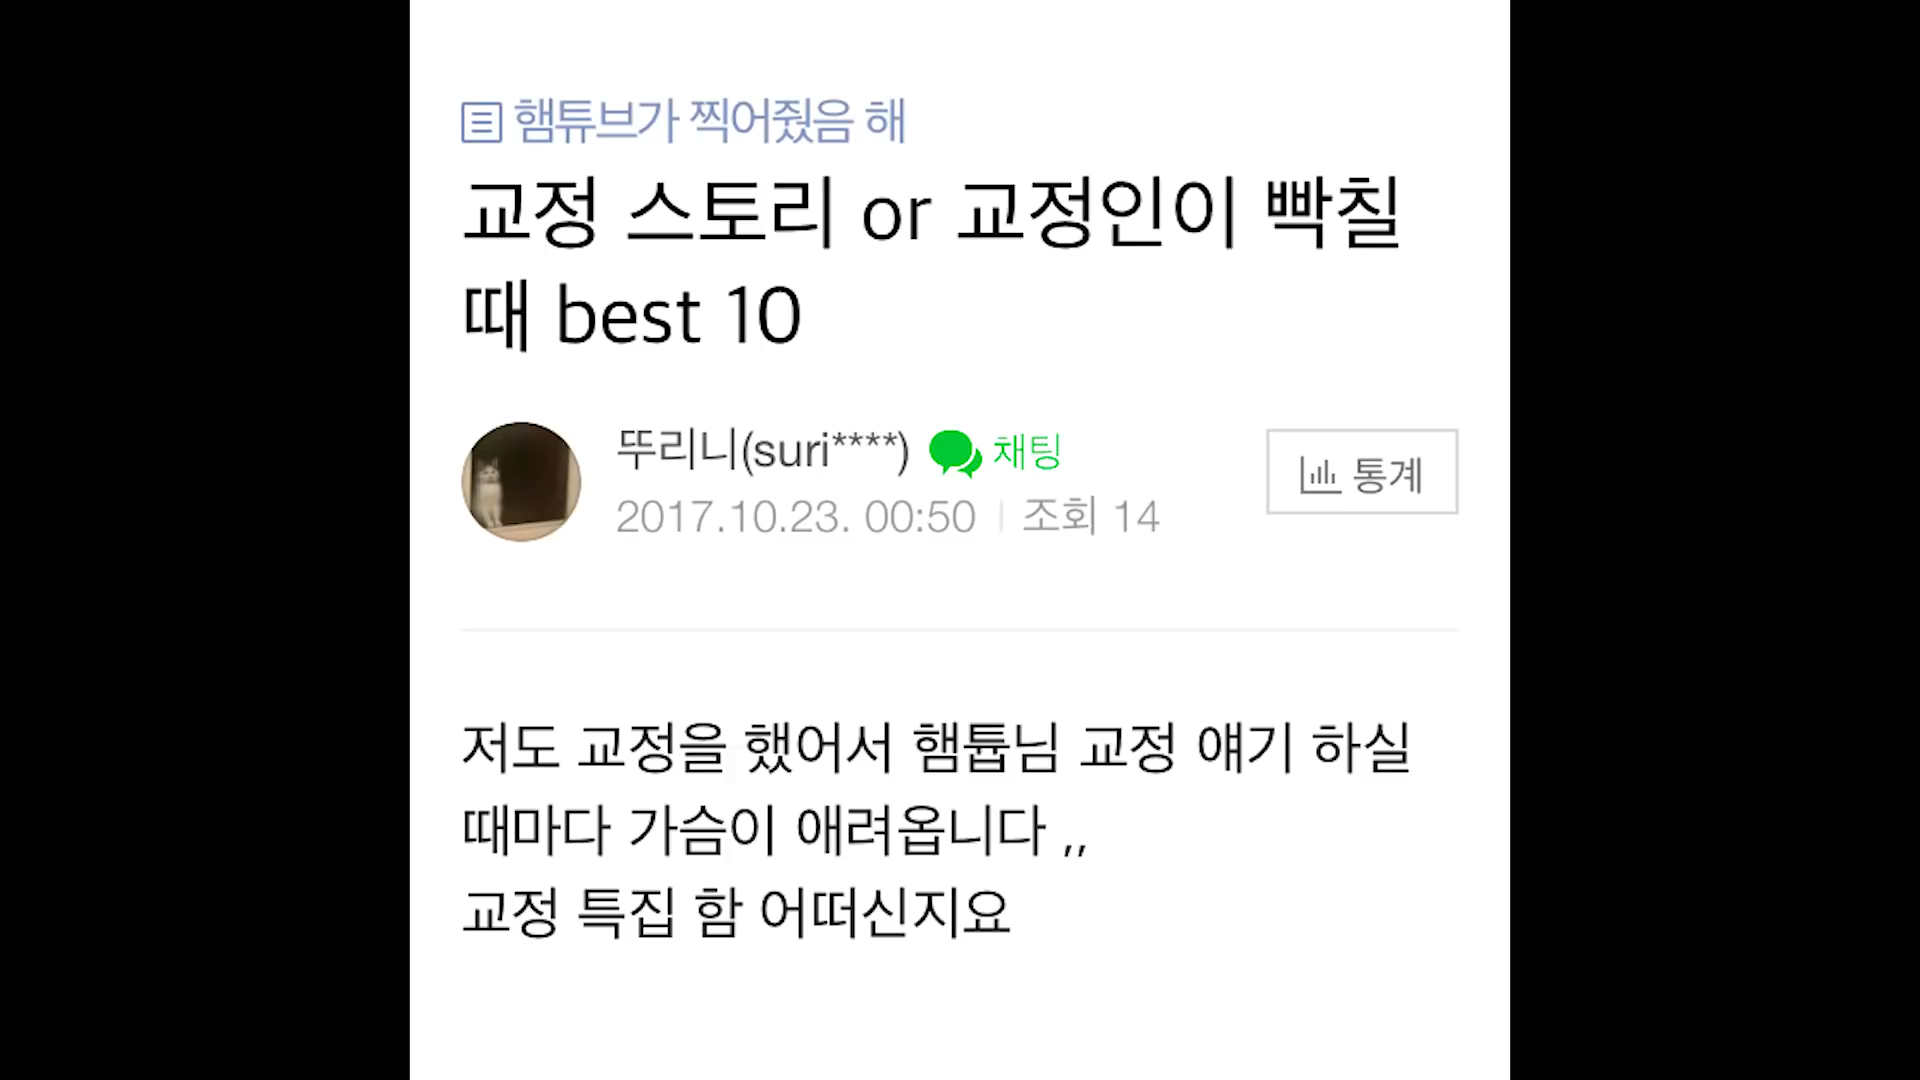 햄튜브가 찍어줬음 해
교정 스토리 or 교정인이 빡칠
때 best 10
뚜리니(suri****) 채팅
2017.10.23. 00:50 조회 14
통계
저도 교정을 했어서 햄튭님 교정 얘기 하실
때마다 가슴이 애려옵니다 ,,
교정 특집 함 어떠신지요